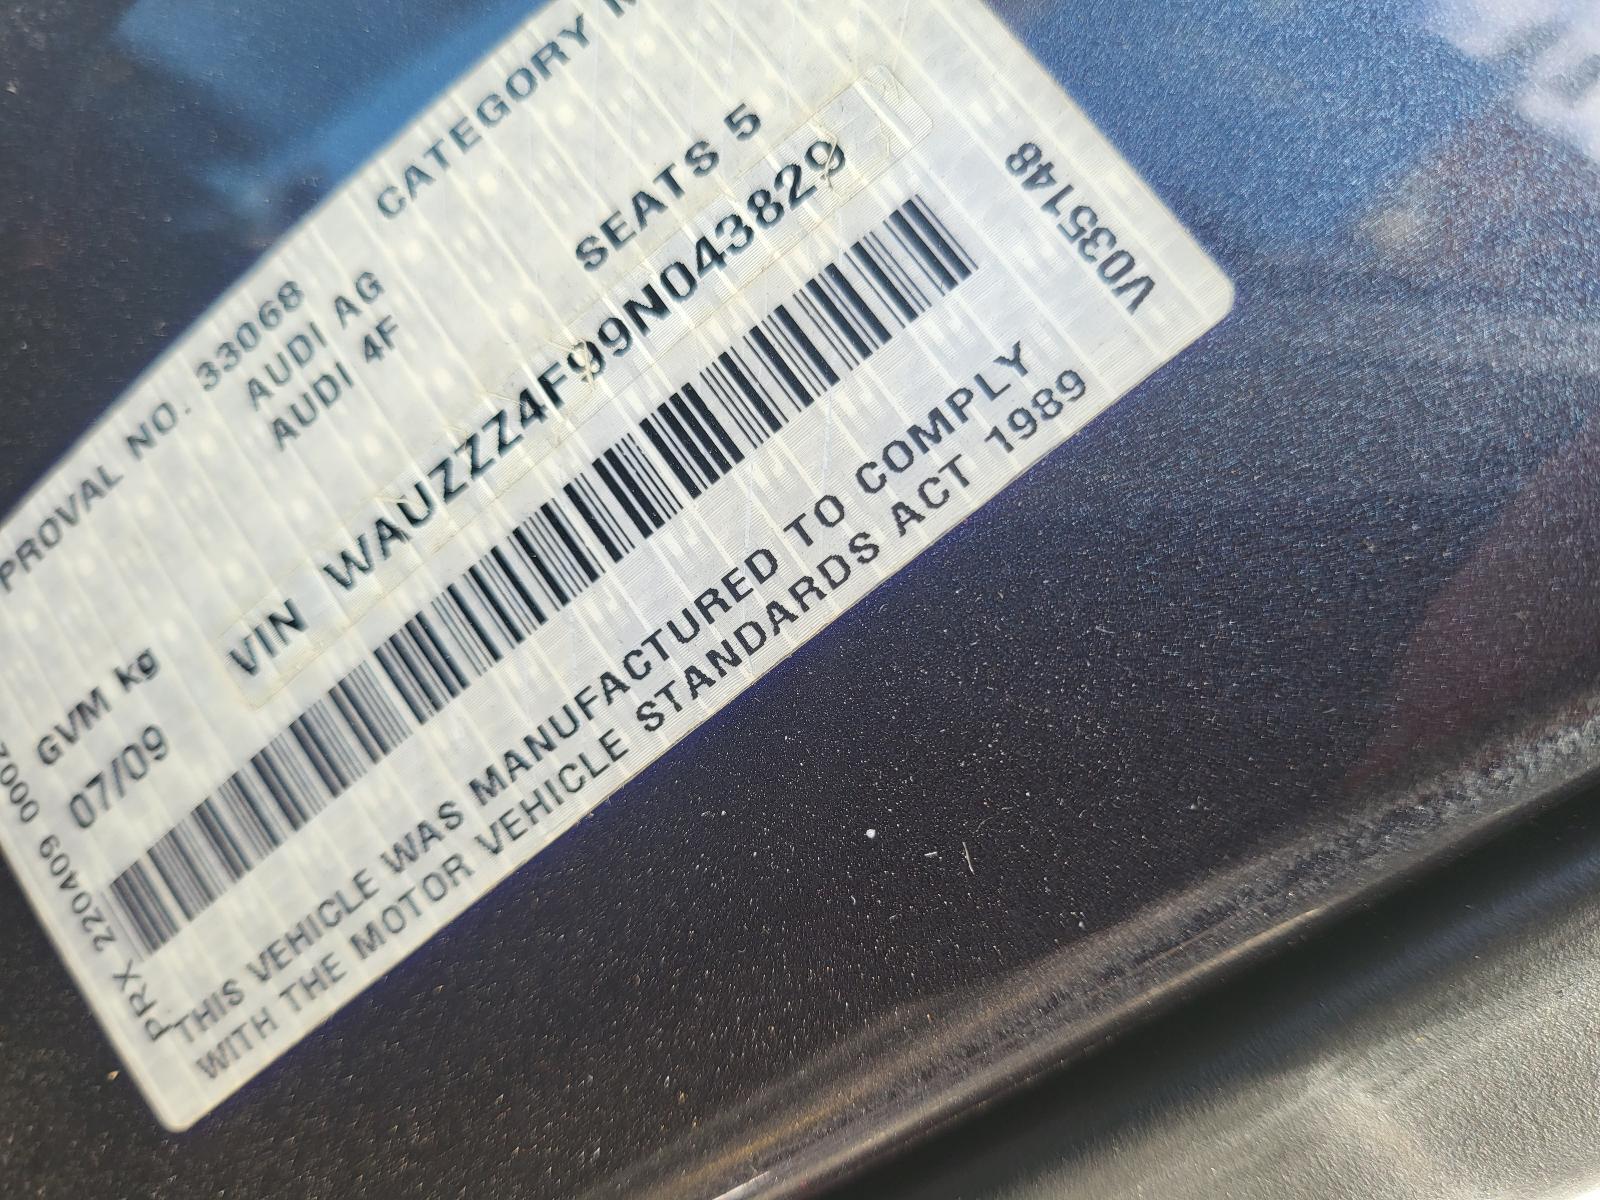 PROVAL NO. 33068
CATEGORY
AUDI AG
AUDI 4F
SEATS 5
GVM kg
07/09
VIN WAUZZZ4F99N043829
THIS VEHICLE WAS MANUFACTURED TO COMPLY
WITH THE MOTOR VEHICLE STANDARDS ACT 1989
PRX 220409 0002
V035148